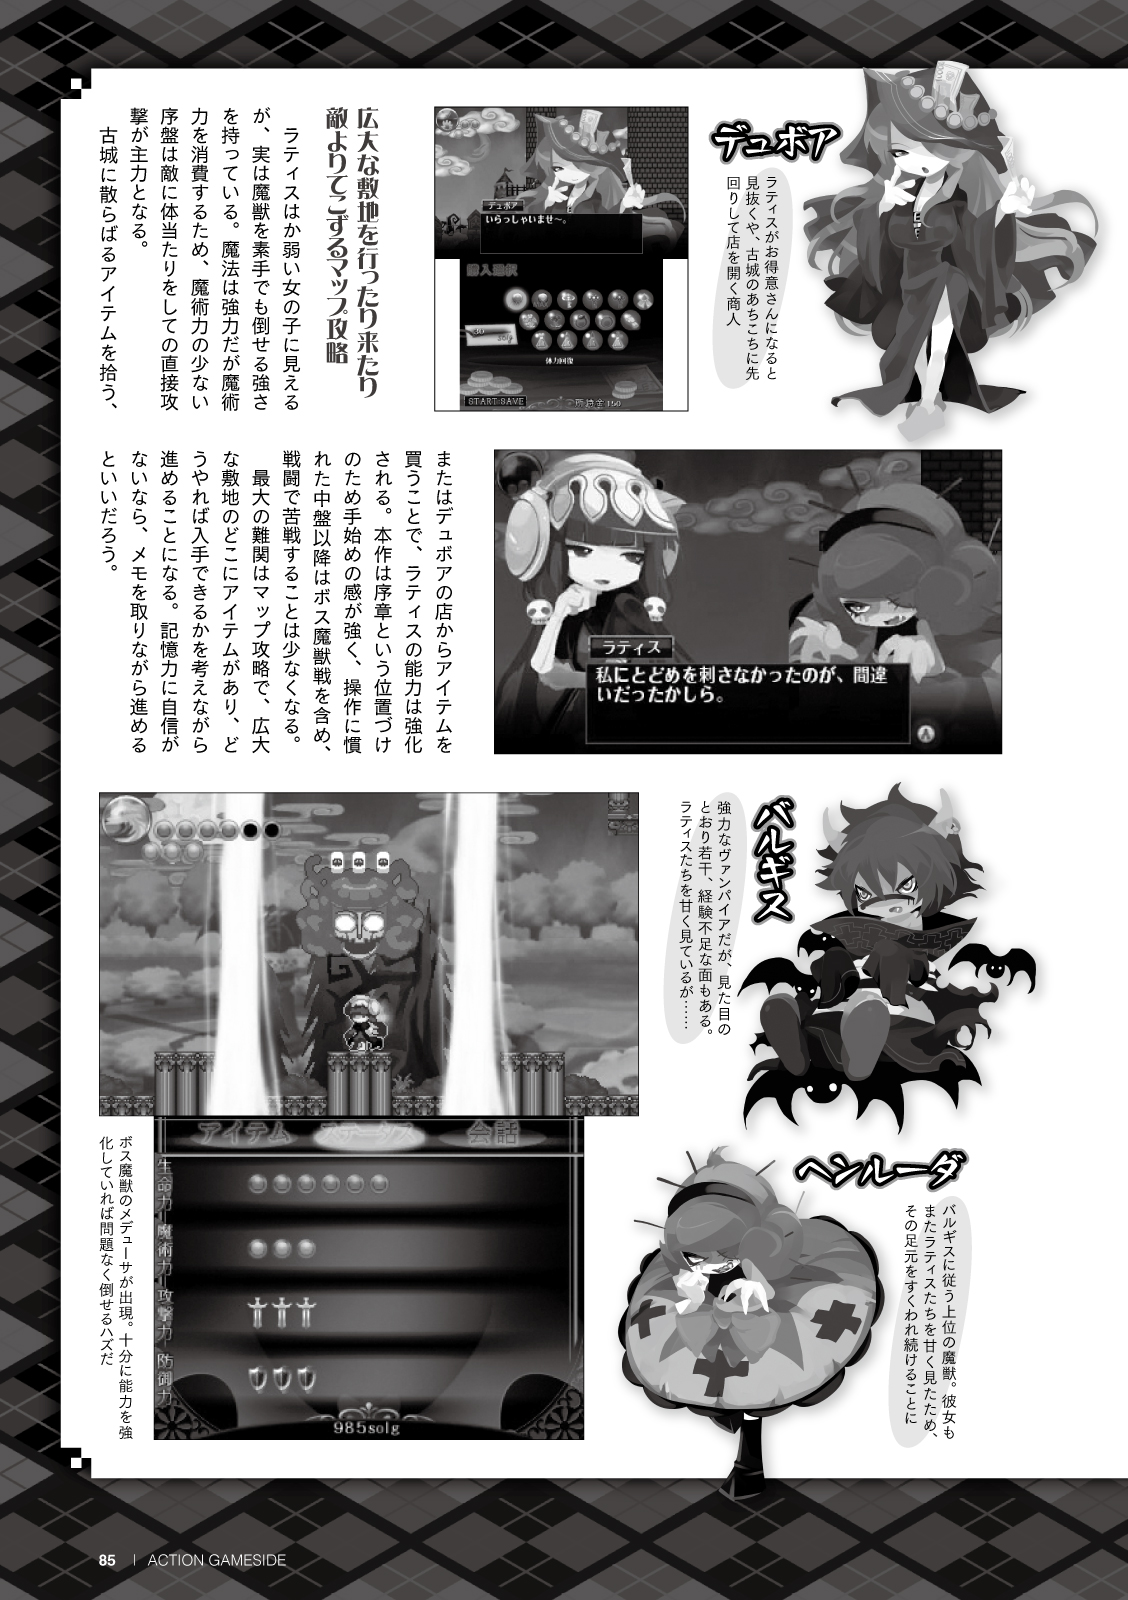 デュボア
ラティスがお得意さんになると
見抜くや、古城のあちこちに先
回りして店を開く商人
デュボア
いらっしゃいませ〜。
購入選択
30
solg
体力回復
START:SAVE
所持金150
広大な敷地を行ったり来たり
敵よりてこずるマップ攻略
ラティスはか弱い女の子に見える
が、実は魔獣を素手でも倒せる強さ
を持っている。魔法は強力だが魔術
力を消費するため、魔術力の少ない
序盤は敵に体当たりをしての直接攻
撃が主力となる。
古城に散らばるアイテムを拾う、
またはデュボアの店からアイテムを
買うことで、ラティスの能力は強化
される。本作は序章という位置づけ
のため手始めの感が強く、操作に慣
れた中盤以降はボス魔獣戦を含め、
戦闘で苦戦することは少なくなる。
最大の難関はマップ攻略で、広大
な敷地のどこにアイテムがあり、ど
うやれば入手できるかを考えながら
進めることになる。記憶力に自信が
ないなら、メモを取りながら進める
といいだろう。
ラティス
私にとどめを刺さなかったのが、間違
いだったかしら。
A
バルギス
強力なヴァンパイアだが、見た目の
とおり若干、経験不足な面もある。
ラティスたちを甘く見ているが……
ヘンルーダ
バルギスに従う上位の魔獣。彼女も
またラティスたちを甘く見たため、
その足元をすくわれ続けることに
アイテム
ステータス
会話
生命力
魔術力
攻撃力
防御力
985solg
ボス魔獣のメデューサが出現。十分に能力を強
化していれば問題なく倒せるハズだ
85 | ACTION GAMESIDE